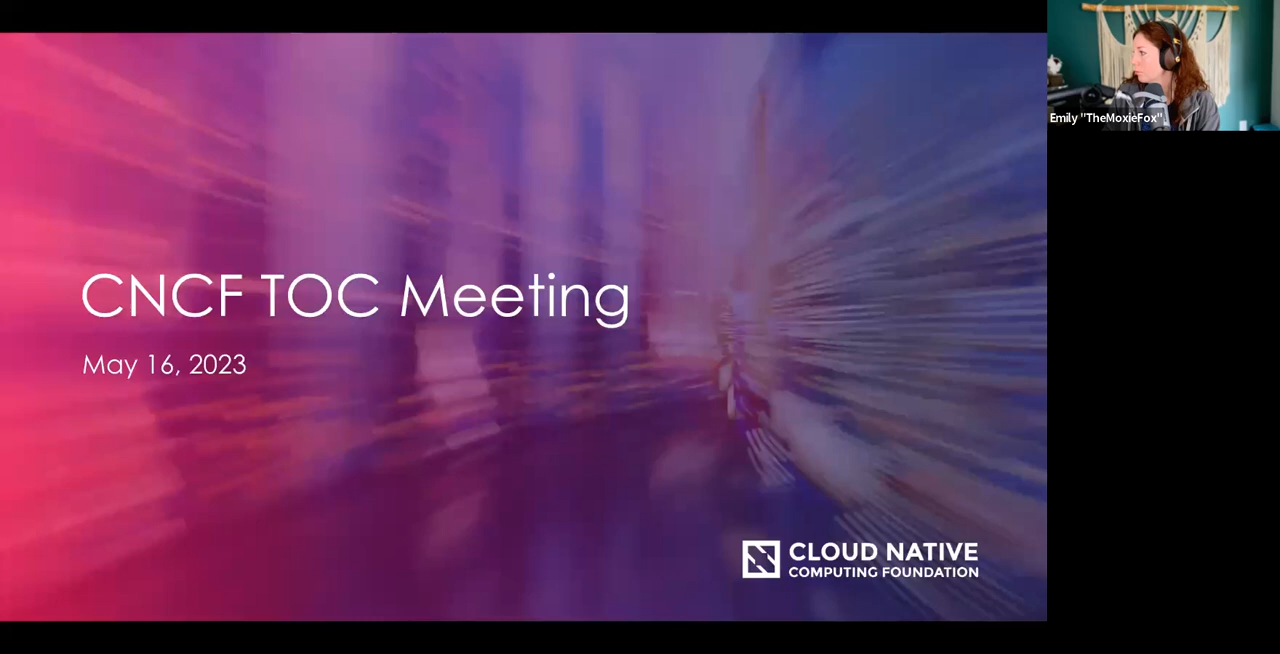 CNCF TOC Meeting
May 16, 2023
CLOUD NATIVE
COMPUTING FOUNDATION
Emily "TheMoxieFox"